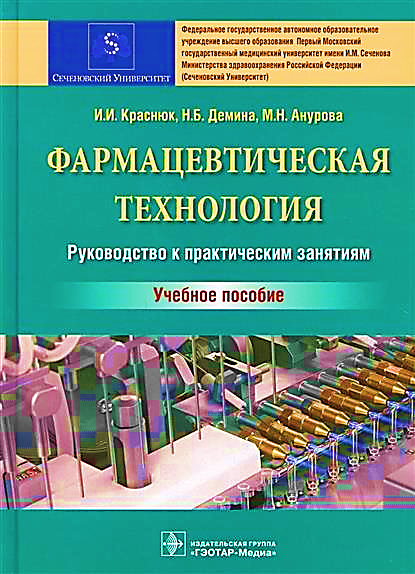 Федеральное государственное автономное образовательное
учреждение высшего образования Первый Московский
государственный медицинский университет имени И.М. Сеченова
Министерства здравоохранения Российской Федерации
(Сеченовский Университет)
Сеченовский Университет
И.И. Краснюк, Н.Б. Демина, М.Н. Анурова
ФАРМАЦЕВТИЧЕСКАЯ
ТЕХНОЛОГИЯ
Руководство к практическим занятиям
Учебное пособие
ИЗДАТЕЛЬСКАЯ ГРУППА
«ГЭОТАР-Медиа»